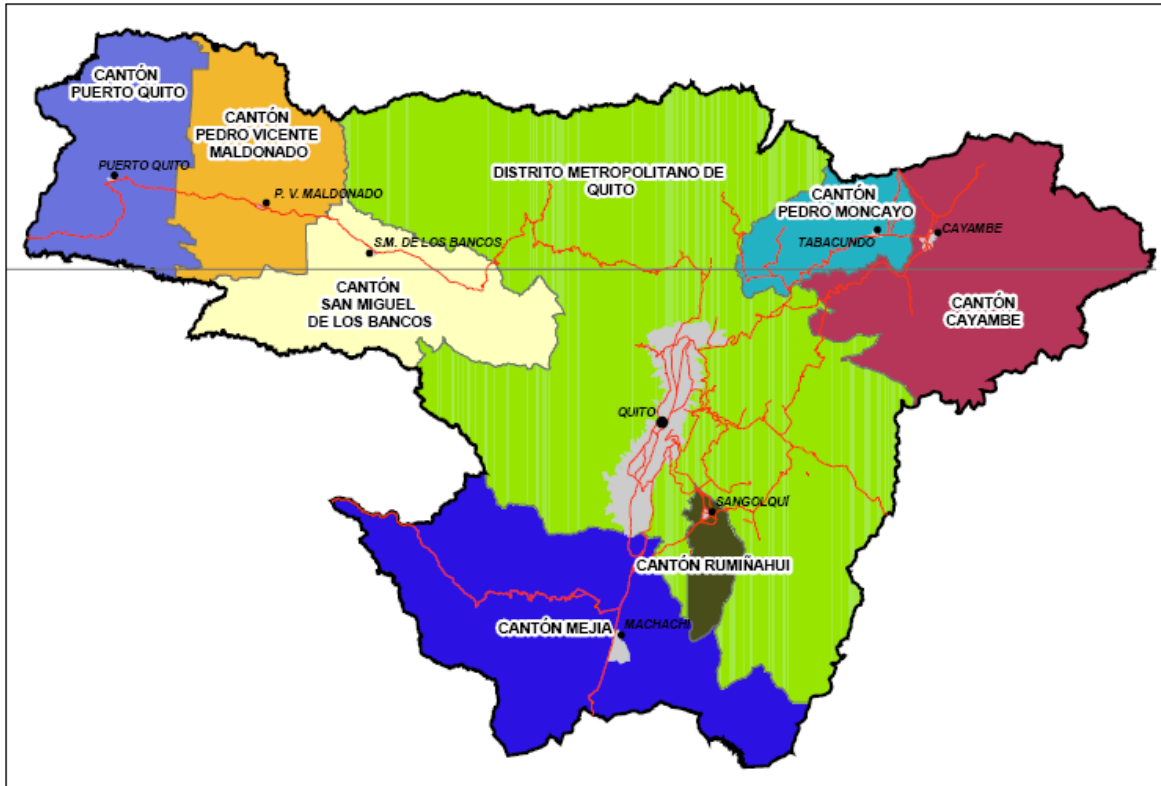 CANTÓN
PUERTO QUITO
CANTÓN
PEDRO VICENTE
MALDONADO
PUERTO QUITO
P. V. MALDONADO
DISTRITO METROPOLITANO DE
QUITO
CANTÓN
PEDRO MONCAYO
TABACUNDO
CAYAMBE
S.M. DE LOS BANCOS
CANTÓN
SAN MIGUEL
DE LOS BANCOS
CANTÓN
CAYAMBE
QUITO
SANGOLQUÍ
CANTÓN RUMIÑAHUI
CANTÓN MEJIA
MACHACHI